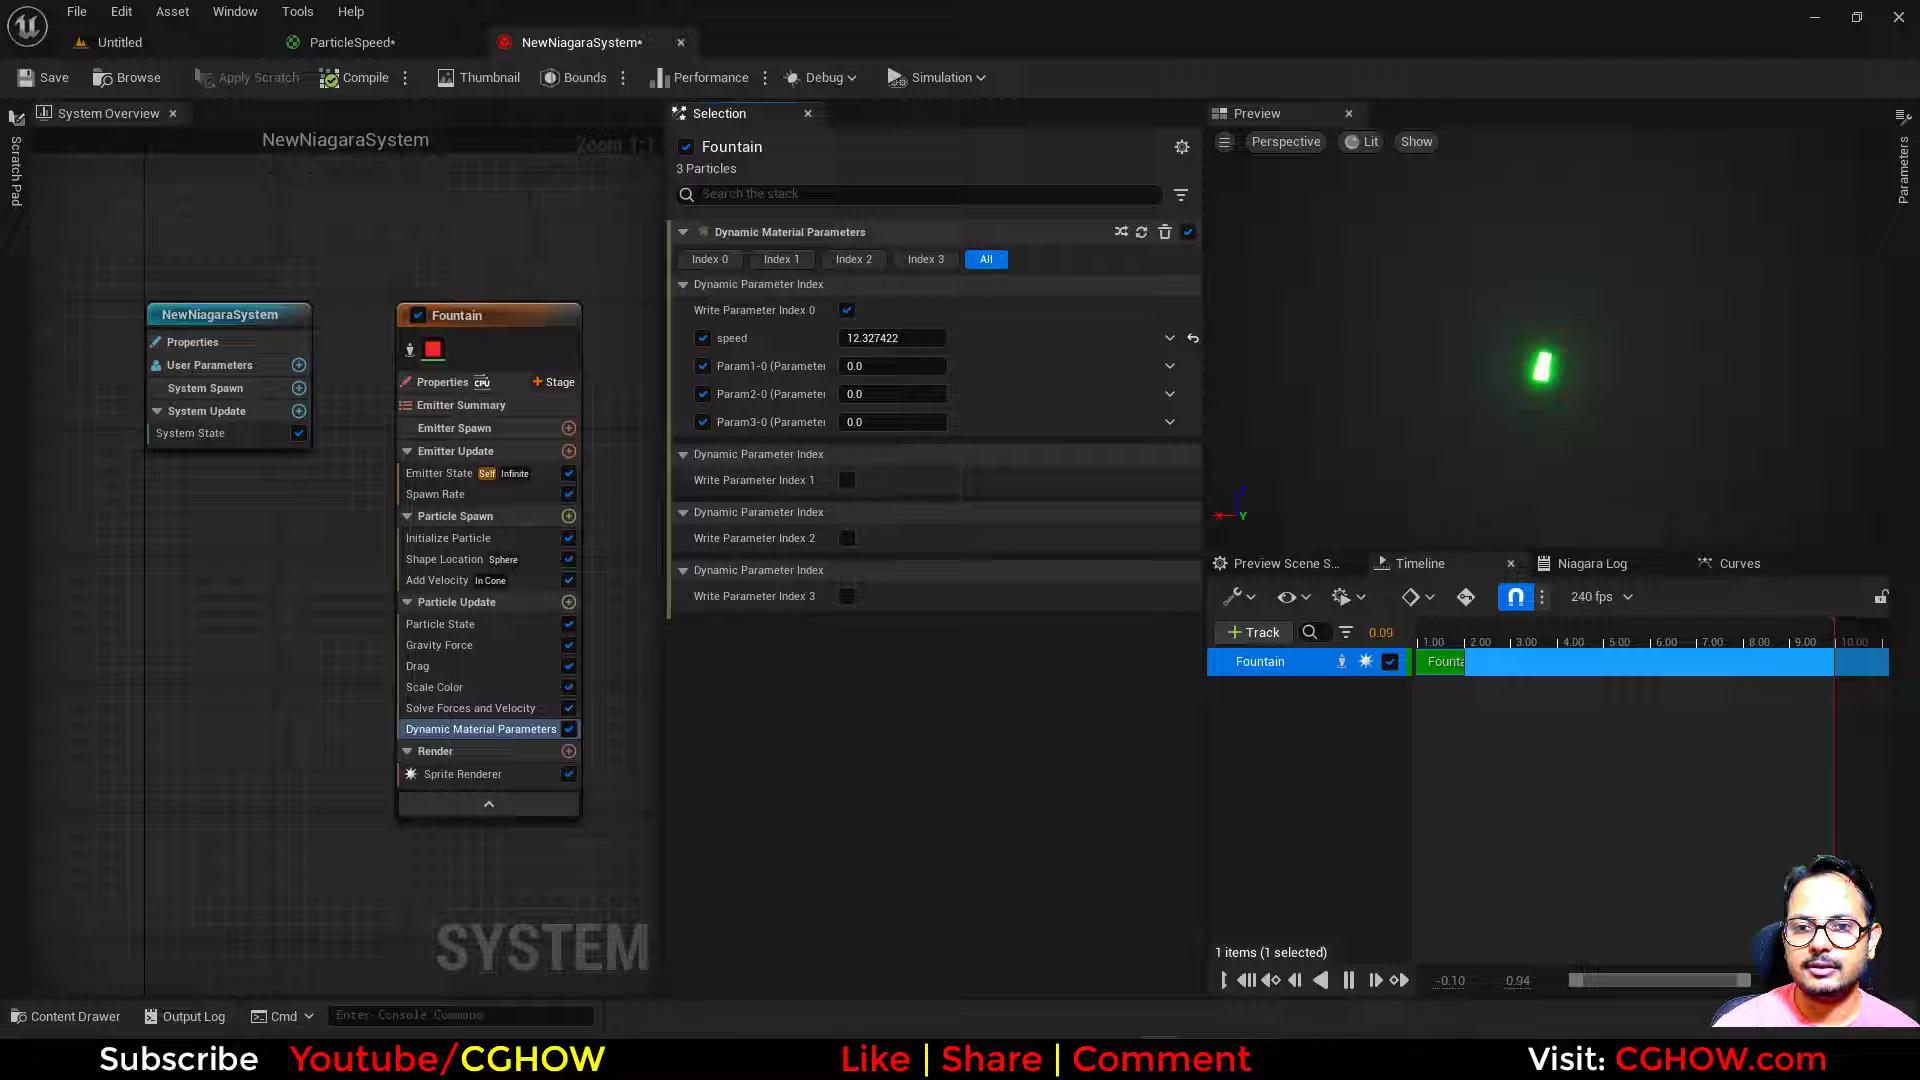 File Edit Asset Window Tools Help
Untitled ParticleSpeed* NewNiagaraSystem*
Save Browse Apply Scratch Compile Thumbnail Bounds Performance Debug Simulation
System Overview
NewNiagaraSystem
Zoom 1:1
Scratch Pad
NewNiagaraSystem
Properties
User Parameters
System Spawn
System Update
System State
Fountain
Properties CPU + Stage
Emitter Summary
Emitter Spawn
Emitter Update
Emitter State Self Infinite
Spawn Rate
Particle Spawn
Initialize Particle
Shape Location Sphere
Add Velocity In Cone
Particle Update
Particle State
Gravity Force
Drag
Scale Color
Solve Forces and Velocity
Dynamic Material Parameters
Render
Sprite Renderer
SYSTEM
Selection
Fountain
3 Particles
Search the stack
Dynamic Material Parameters
Index 0 Index 1 Index 2 Index 3 All
Dynamic Parameter Index
Write Parameter Index 0
speed 12.327422
Param1-0 (Parameter 0.0
Param2-0 (Parameter 0.0
Param3-0 (Parameter 0.0
Dynamic Parameter Index
Write Parameter Index 1
Dynamic Parameter Index
Write Parameter Index 2
Dynamic Parameter Index
Write Parameter Index 3
Preview
Perspective Lit Show
Parameters
X Y Z
Preview Scene S... Timeline Niagara Log Curves
240 fps
+ Track 0.09 1.00 2.00 3.00 4.00 5.00 6.00 7.00 8.00 9.00 10.00
Fountain Founta
1 items (1 selected)
-0.10 0.94
Content Drawer Output Log Cmd Enter Console Command
Subscribe Youtube/CGHOW Like | Share | Comment Visit: CGHOW.com